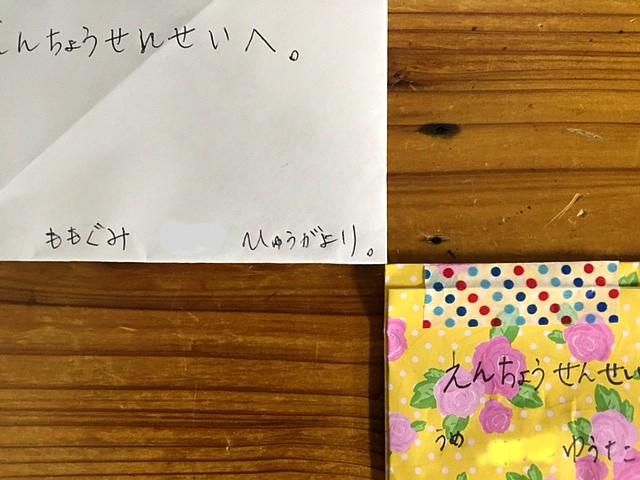 えんちょうせんせいへ。
ももぐみ ひゅうがより。
えんちょうせんせい
うめ ゆうた